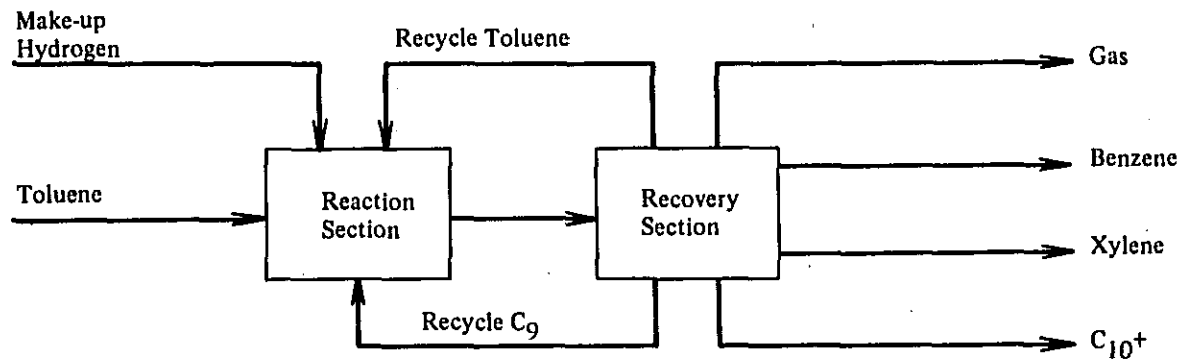 Make-up
Hydrogen
Recycle Toluene
Gas
Benzene
Toluene
Reaction
Section
Recovery
Section
Xylene
Recycle C9
C10+